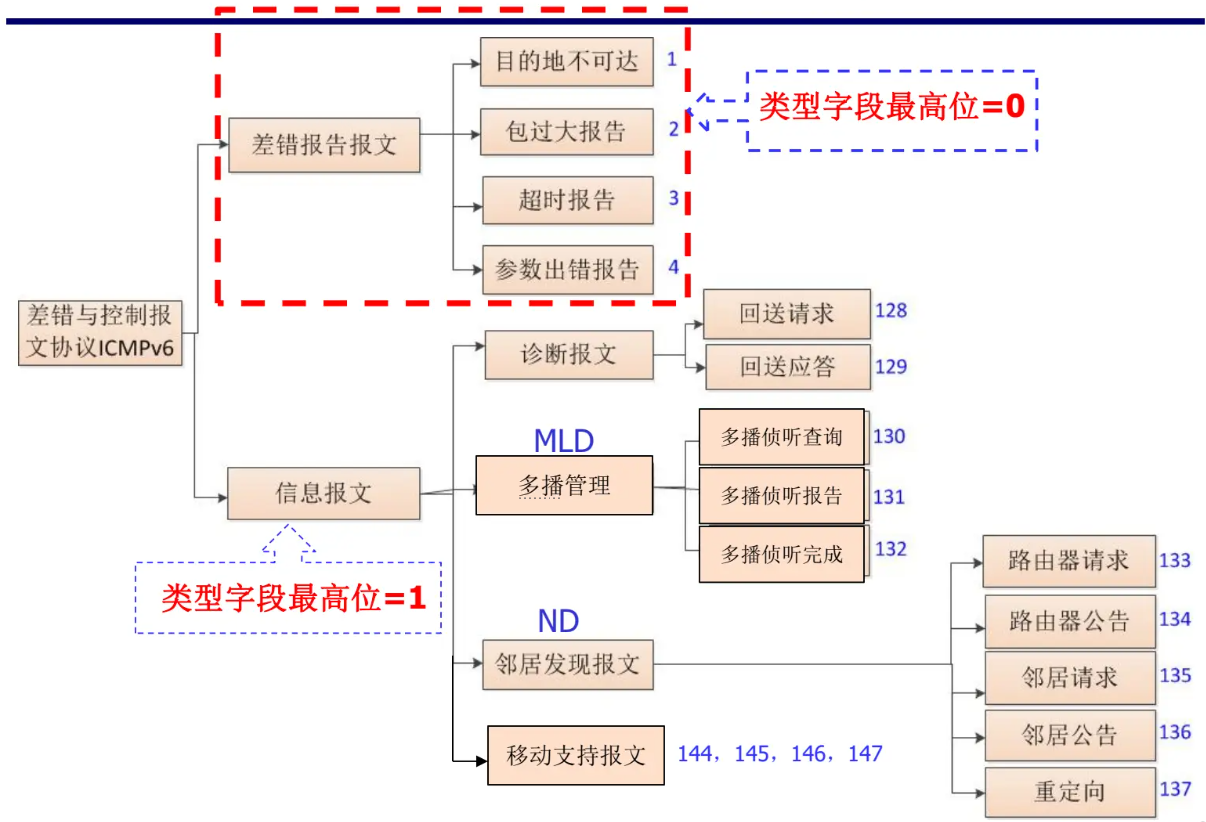 目的地不可达 1
类型字段最高位=0
包过大报告 2
差错报告报文
超时报告 3
参数出错报告 4
差错与控制报
文协议ICMPv6
回送请求 128
诊断报文
回送应答 129
MLD
多播侦听查询 130
多播管理
信息报文
多播侦听报告 131
多播侦听完成 132
路由器请求 133
类型字段最高位=1
ND
路由器公告 134
邻居发现报文
邻居请求 135
邻居公告 136
移动支持报文 144，145，146，147
重定向 137